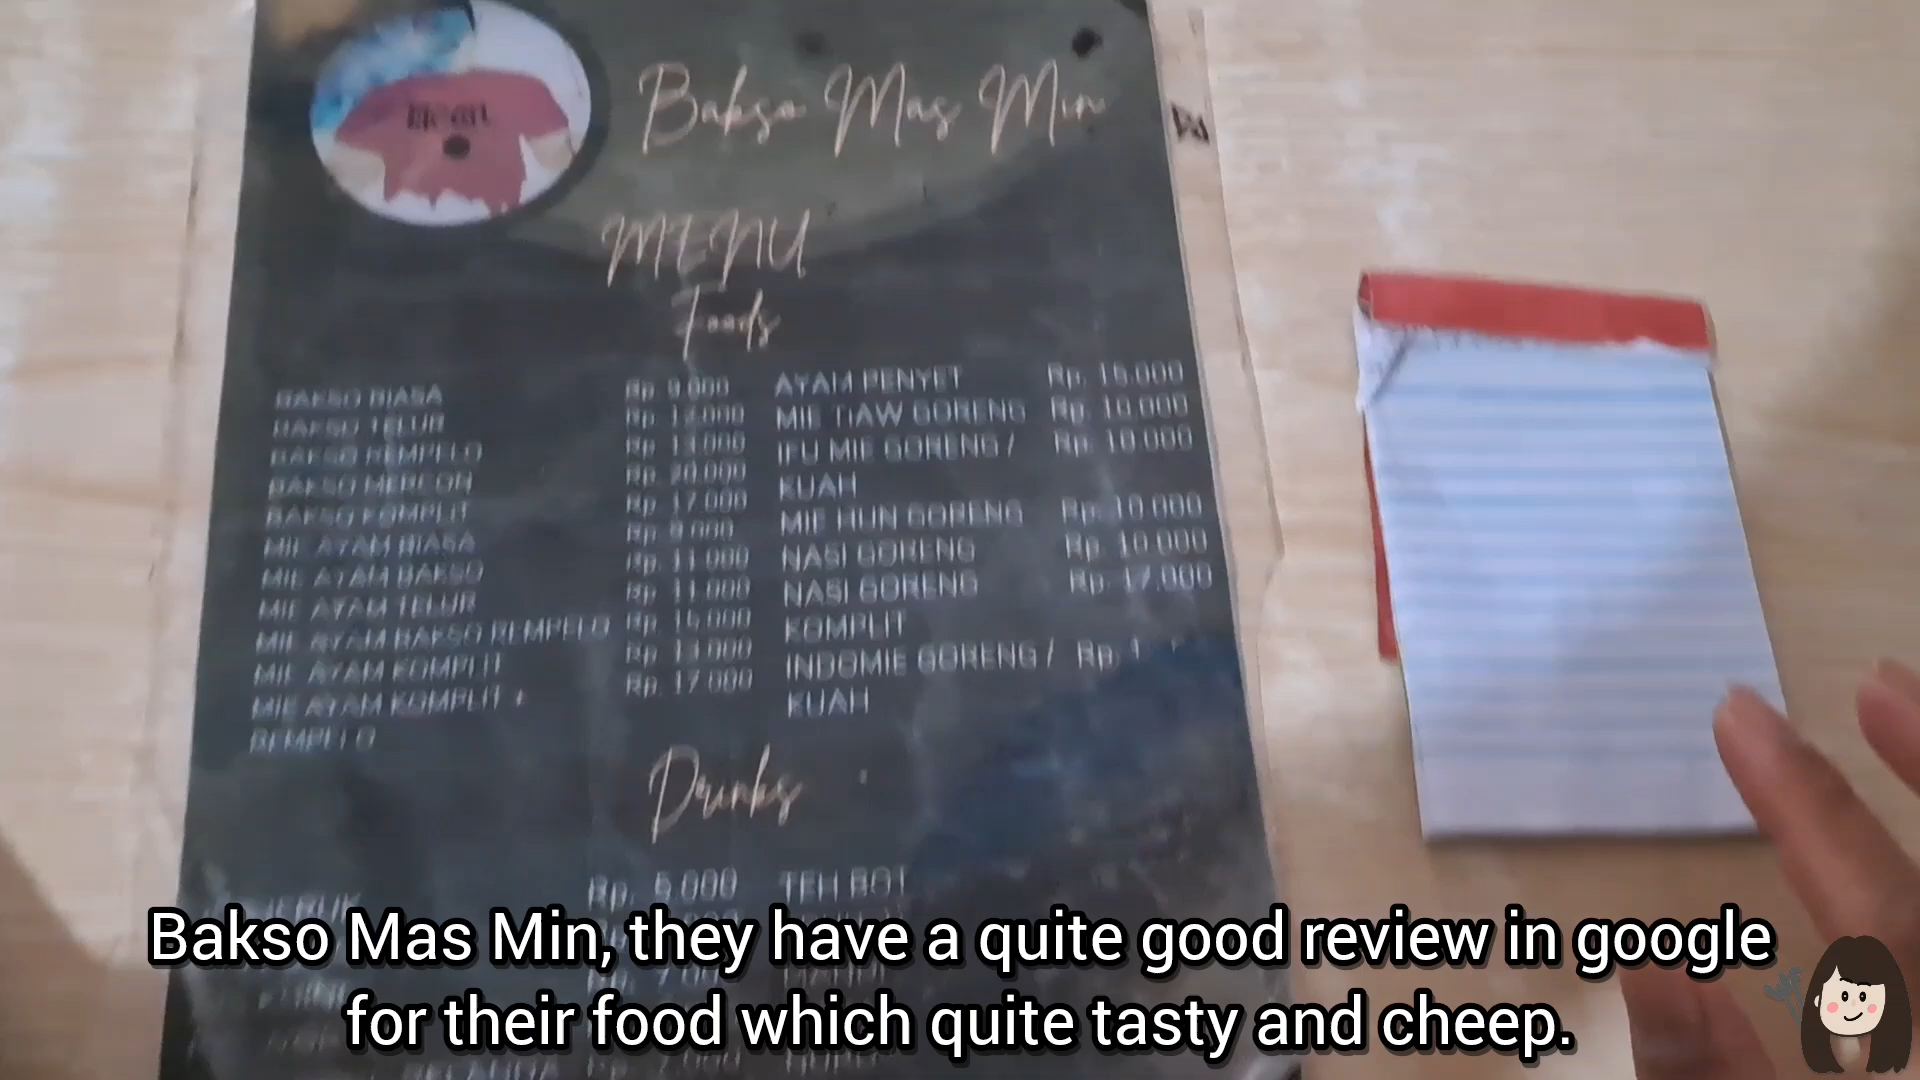 Bakso Mas Min
MENU
Foods
BAKSO BIASA Rp. 9.000
BAKSO TELUR Rp. 12.000
BAKSO REMPELO Rp. 13.000
BAKSO MERCON Rp. 20.000
BAKSO KOMPLIT Rp. 17.000
MIE AYAM BIASA Rp. 8.000
MIE AYAM BAKSO Rp. 11.000
MIE AYAM TELUR Rp. 11.000
MIE AYAM BAKSO REMPELO Rp. 15.000
MIE AYAM KOMPLIT Rp. 13.000
MIE AYAM KOMPLIT + Rp. 17.000
REMPELO
AYAM PENYET Rp. 15.000
MIE TIAW GORENG Rp. 10.000
IFU MIE GORENG / Rp. 10.000
KUAH
MIE HUN GORENG Rp. 10.000
NASI GORENG Rp. 10.000
NASI GORENG Rp. 17.000
KOMPLIT
INDOMIE GORENG / Rp.
KUAH
Drinks
Rp. 5.000 TEH BOT
Bakso Mas Min, they have a quite good review in google
for their food which quite tasty and cheep.